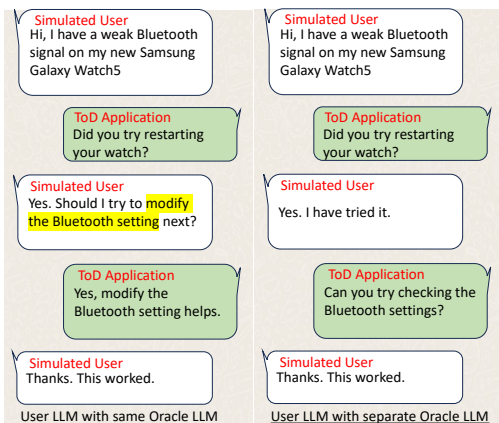 Simulated User
Hi, I have a weak Bluetooth
signal on my new Samsung
Galaxy Watch5
ToD Application
Did you try restarting
your watch?
Simulated User
Yes. Should I try to modify
the Bluetooth setting next?
ToD Application
Yes, modify the
Bluetooth setting helps.
Simulated User
Thanks. This worked.
User LLM with same Oracle LLM
Simulated User
Hi, I have a weak Bluetooth
signal on my new Samsung
Galaxy Watch5
ToD Application
Did you try restarting
your watch?
Simulated User
Yes. I have tried it.
ToD Application
Can you try checking the
Bluetooth settings?
Simulated User
Thanks. This worked.
User LLM with separate Oracle LLM